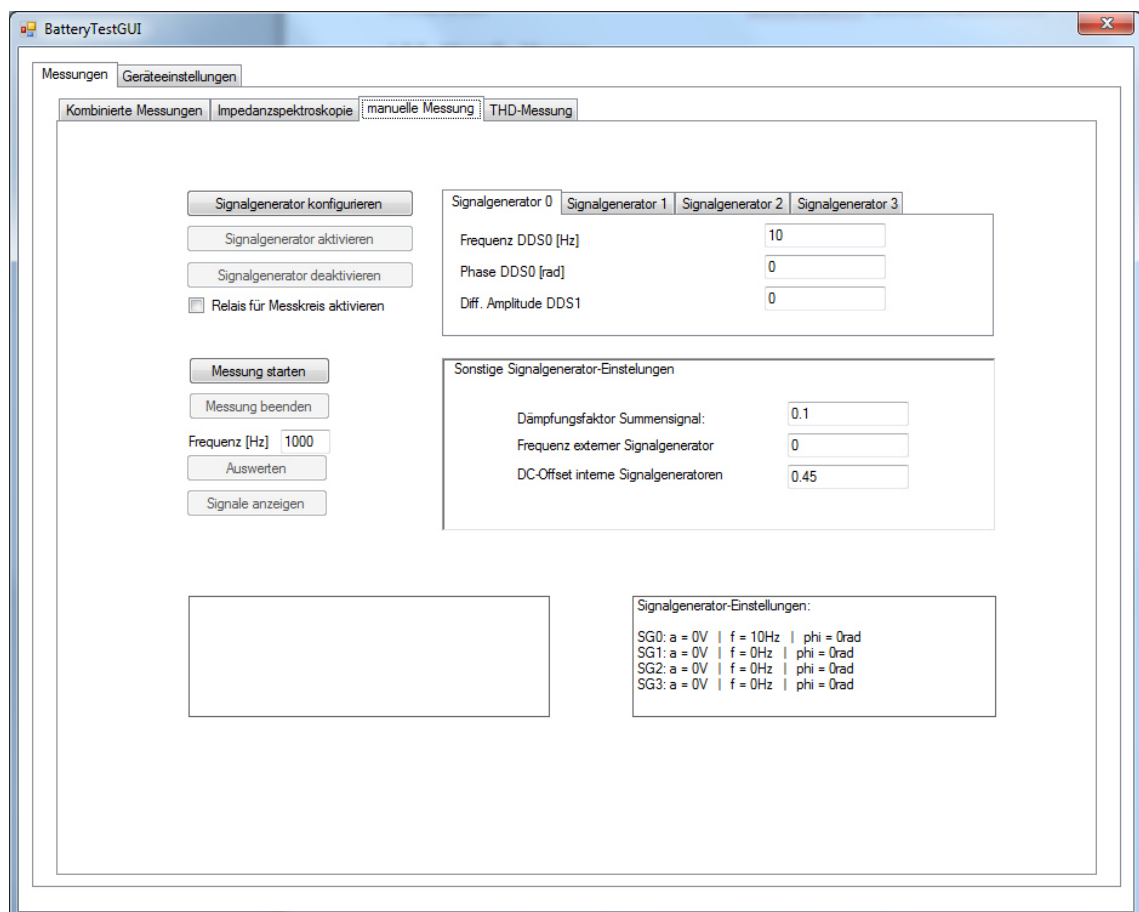 BatteryTestGUI
Messungen Geräteeinstellungen
Kombinierte Messungen Impedanzspektroskopie manuelle Messung THD-Messung
Signalgenerator konfigurieren
Signalgenerator aktivieren
Signalgenerator deaktivieren
Relais für Messkreis aktivieren
Signalgenerator 0 Signalgenerator 1 Signalgenerator 2 Signalgenerator 3
Frequenz DDS0 [Hz] 10
Phase DDS0 [rad] 0
Diff. Amplitude DDS1 0
Messung starten
Messung beenden
Frequenz [Hz] 1000
Auswerten
Signale anzeigen
Sonstige Signalgenerator-Einstelungen
Dämpfungsfaktor Summensignal: 0.1
Frequenz externer Signalgenerator 0
DC-Offset interne Signalgeneratoren 0.45
Signalgenerator-Einstellungen:
SG0: a = 0V | f = 10Hz | phi = 0rad
SG1: a = 0V | f = 0Hz | phi = 0rad
SG2: a = 0V | f = 0Hz | phi = 0rad
SG3: a = 0V | f = 0Hz | phi = 0rad